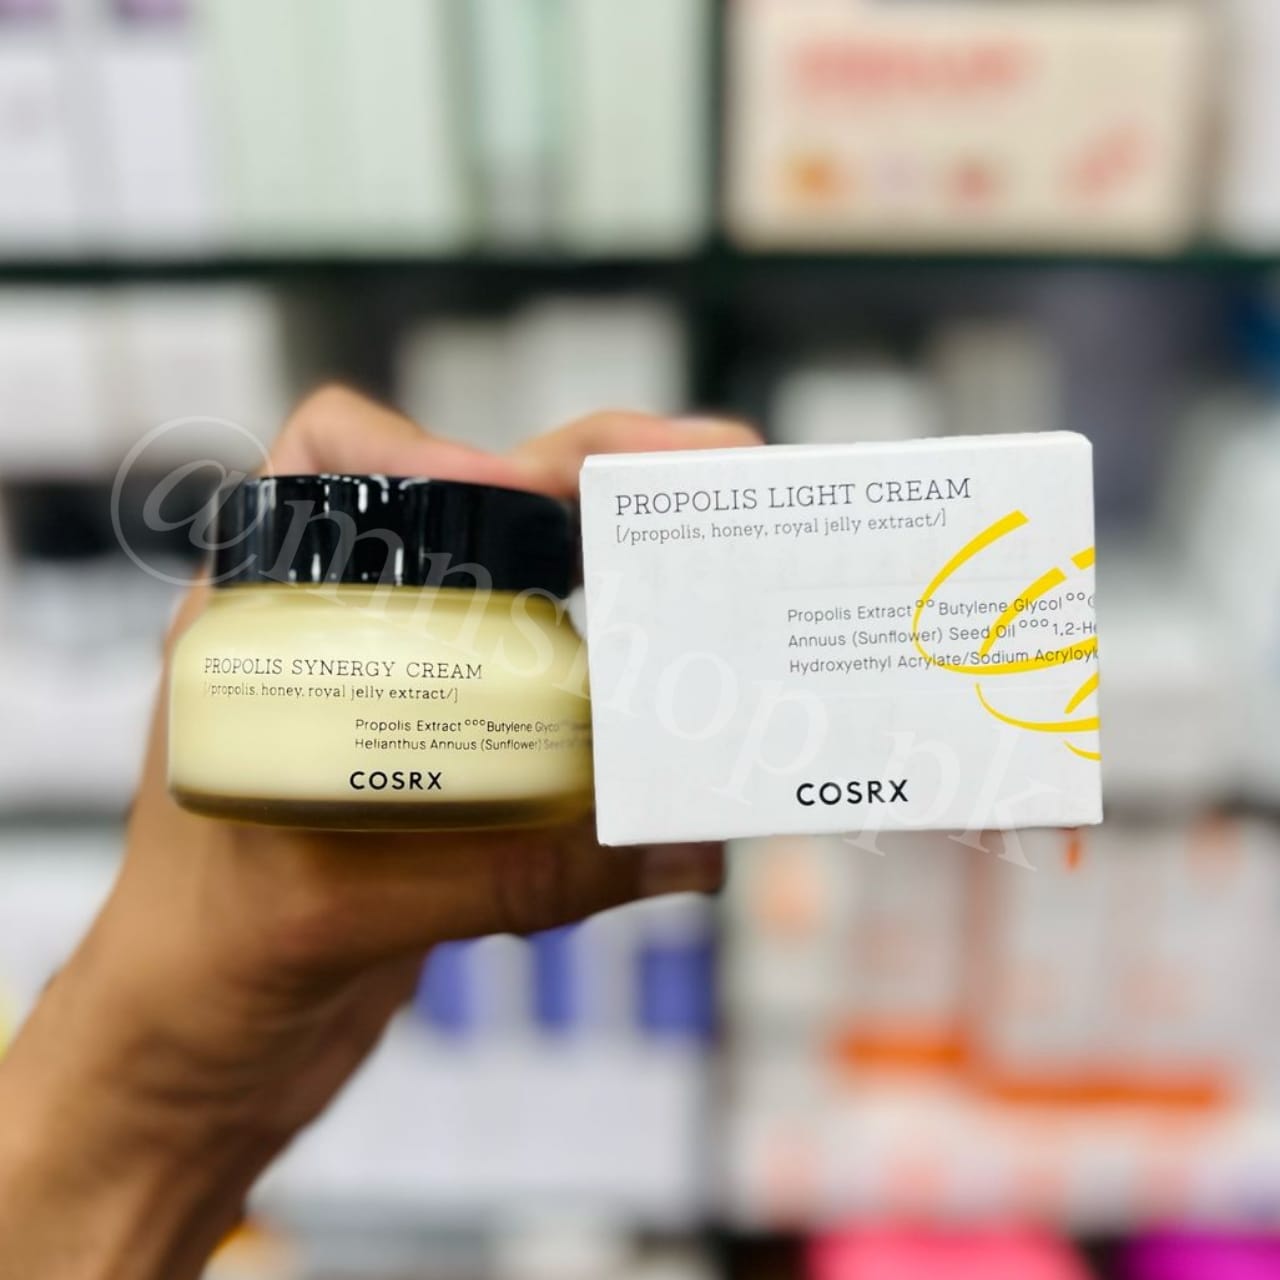 PROPOLIS SYNERGY CREAM
[/propolis, honey, royal jelly extract/]
Propolis Extract°°°Butylene Glyco
Helianthus Annuus (Sunflower) See
COSRX
PROPOLIS LIGHT CREAM
[/propolis, honey, royal jelly extract/]
Propolis Extract°°Butylene Glycol°°
Annuus (Sunflower) Seed Oil°°°1,2-He
Hydroxyethyl Acrylate/Sodium Acryloyl
COSRX
@mnshop.pk